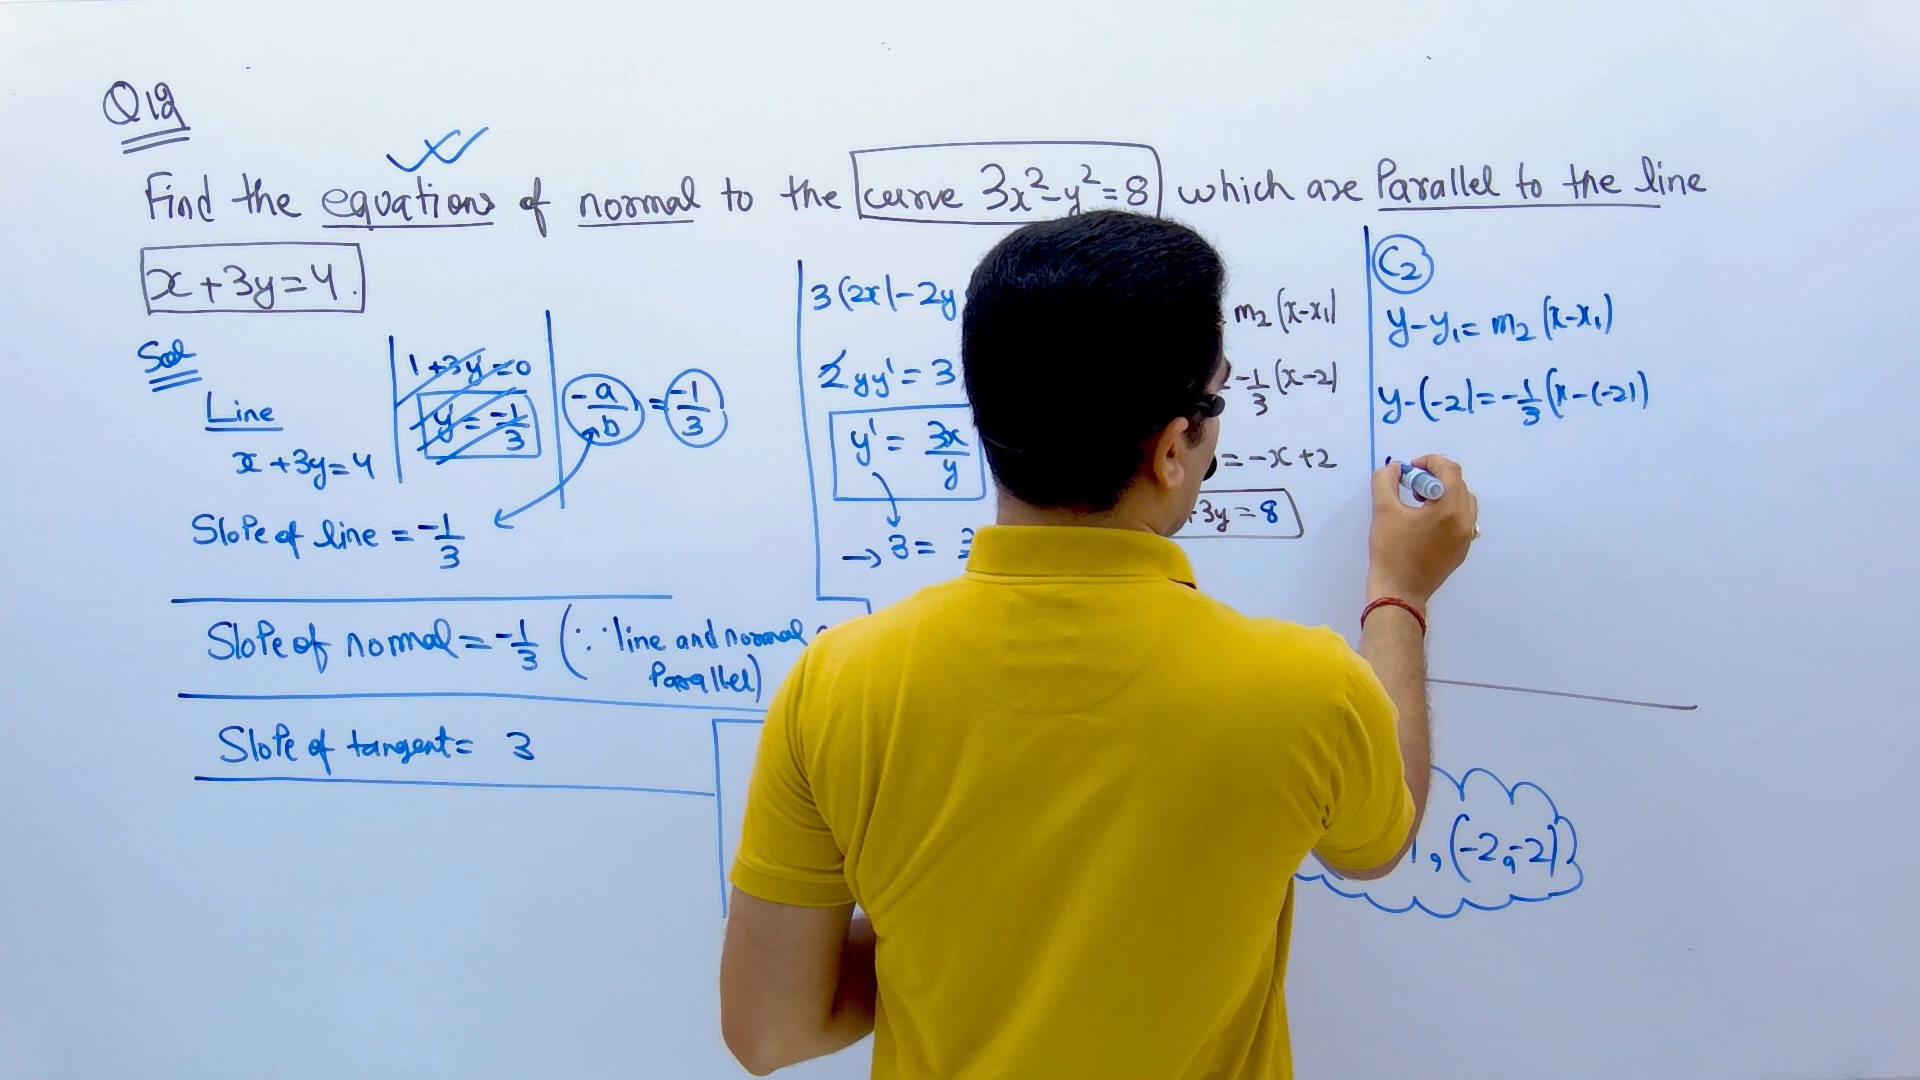 Q19
Find the equations of normal to the curve 3x²-y²=8 which are Parallel to the line
x+3y=4.
Sol
Line
x+3y=4
Slope of line = -1/3
1+3y'=0
y' = -1/3
-a/b = -1/3
Slope of normal = -1/3 (∵ line and normal
Parallel)
Slope of tangent = 3
3(2x)-2y
2yy' = 3
y' = 3x/y
→ 3 =
m₂(x-x₁)
-1/3(x-2)
= -x+2
+3y=8
C2
y-y₁=m₂(x-x₁)
y-(-2)=-1/3(x-(-2))
,(-2,-2)